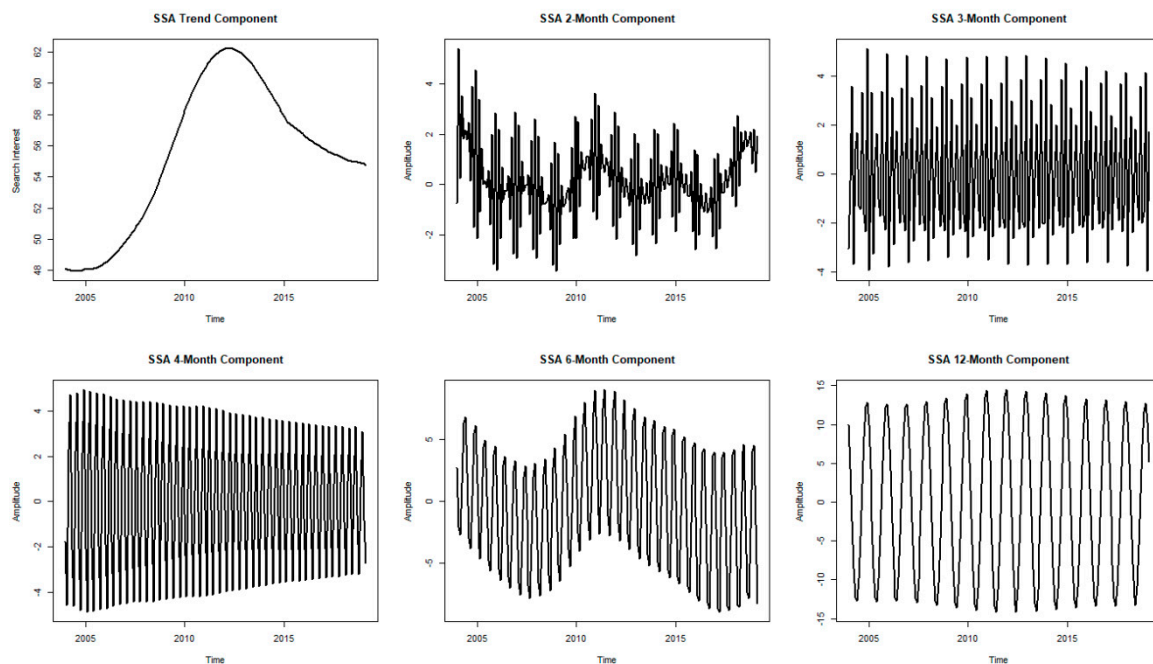 SSA Trend Component
Search Interest
62
60
58
56
54
52
50
48
2005
2010
2015
Time
SSA 2-Month Component
Amplitude
4
2
0
-2
2005
2010
2015
Time
SSA 3-Month Component
Amplitude
4
2
0
-2
-4
2005
2010
2015
Time
SSA 4-Month Component
Amplitude
4
2
0
-2
-4
2005
2010
2015
Time
SSA 6-Month Component
Amplitude
5
0
-5
2005
2010
2015
Time
SSA 12-Month Component
Amplitude
15
10
5
0
-5
-10
-15
2005
2010
2015
Time